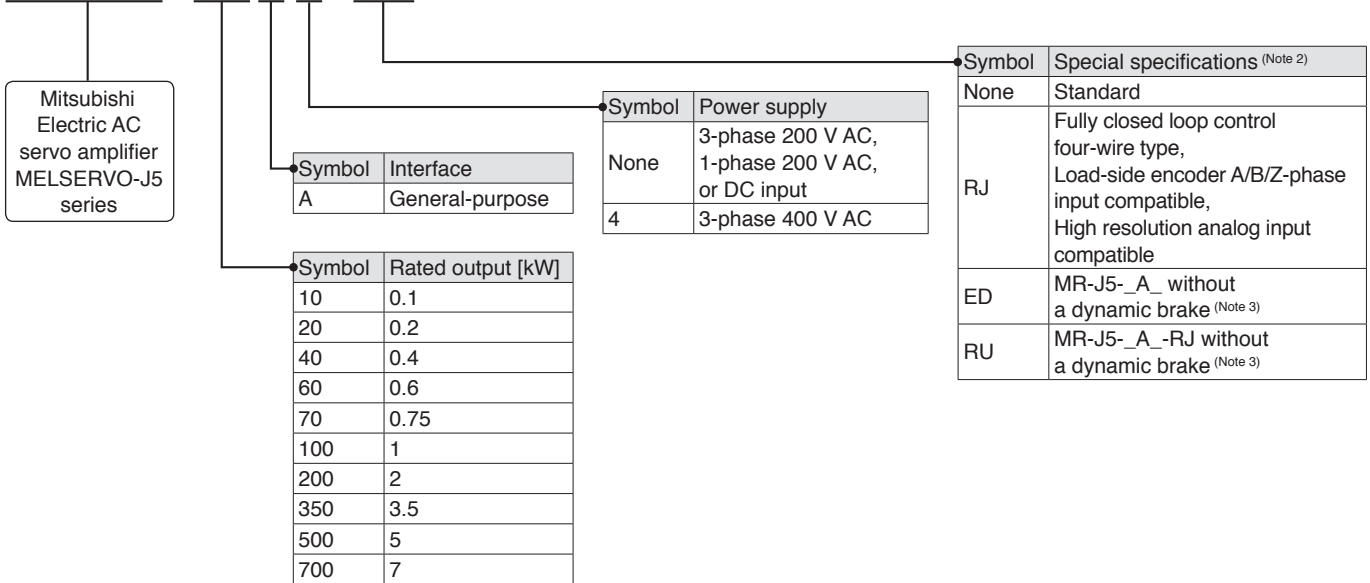 Mitsubishi
Electric AC
servo amplifier
MELSERVO-J5
series
Symbol Interface
A General-purpose
Symbol Rated output [kW]
10 0.1
20 0.2
40 0.4
60 0.6
70 0.75
100 1
200 2
350 3.5
500 5
700 7
Symbol Power supply
None 3-phase 200 V AC,
1-phase 200 V AC,
or DC input
4 3-phase 400 V AC
Symbol Special specifications (Note 2)
None Standard
RJ Fully closed loop control
four-wire type,
Load-side encoder A/B/Z-phase
input compatible,
High resolution analog input
compatible
ED MR-J5-_A_ without
a dynamic brake (Note 3)
RU MR-J5-_A_-RJ without
a dynamic brake (Note 3)